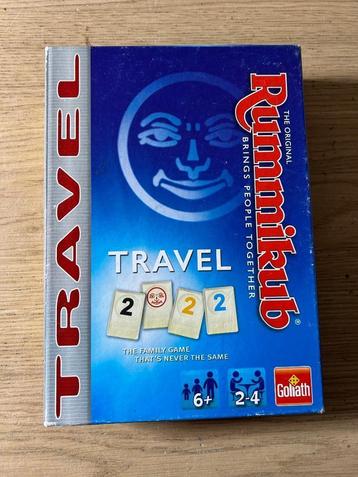 TRAVEL
THE ORIGINAL
Rummikub®
BRINGS PEOPLE TOGETHER
TRAVEL
2 2 2
THE FAMILY GAME
THAT'S NEVER THE SAME
6+ 2-4
Goliath